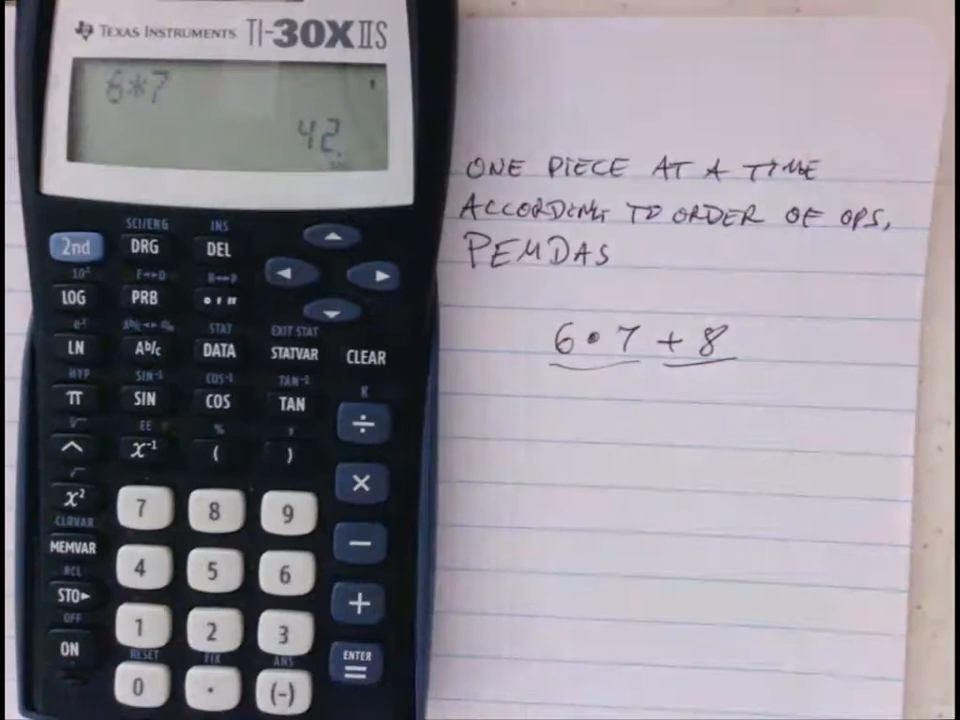 TEXAS INSTRUMENTS TI-30X IIS
6*7
42.
ONE PIECE AT A TIME
ACCORDING TO ORDER OF OPS,
PEMDAS
6•7 +8
SCI/ENG INS
2nd DRG DEL
10ˣ F◄►D R◄►P
LOG PRB ° ' "
eˣ STAT EXIT STAT
LN Ab/c DATA STATVAR CLEAR
HYP SIN⁻¹ COS⁻¹ TAN⁻¹ K
π SIN COS TAN ÷
EE % ,
^ x⁻¹ ( )
√
x² 7 8 9 ×
CLRVAR
MEMVAR 4 5 6 −
RCL
STO► 1 2 3 +
OFF
ON RESET FIX ANS ENTER
0 . (-) =